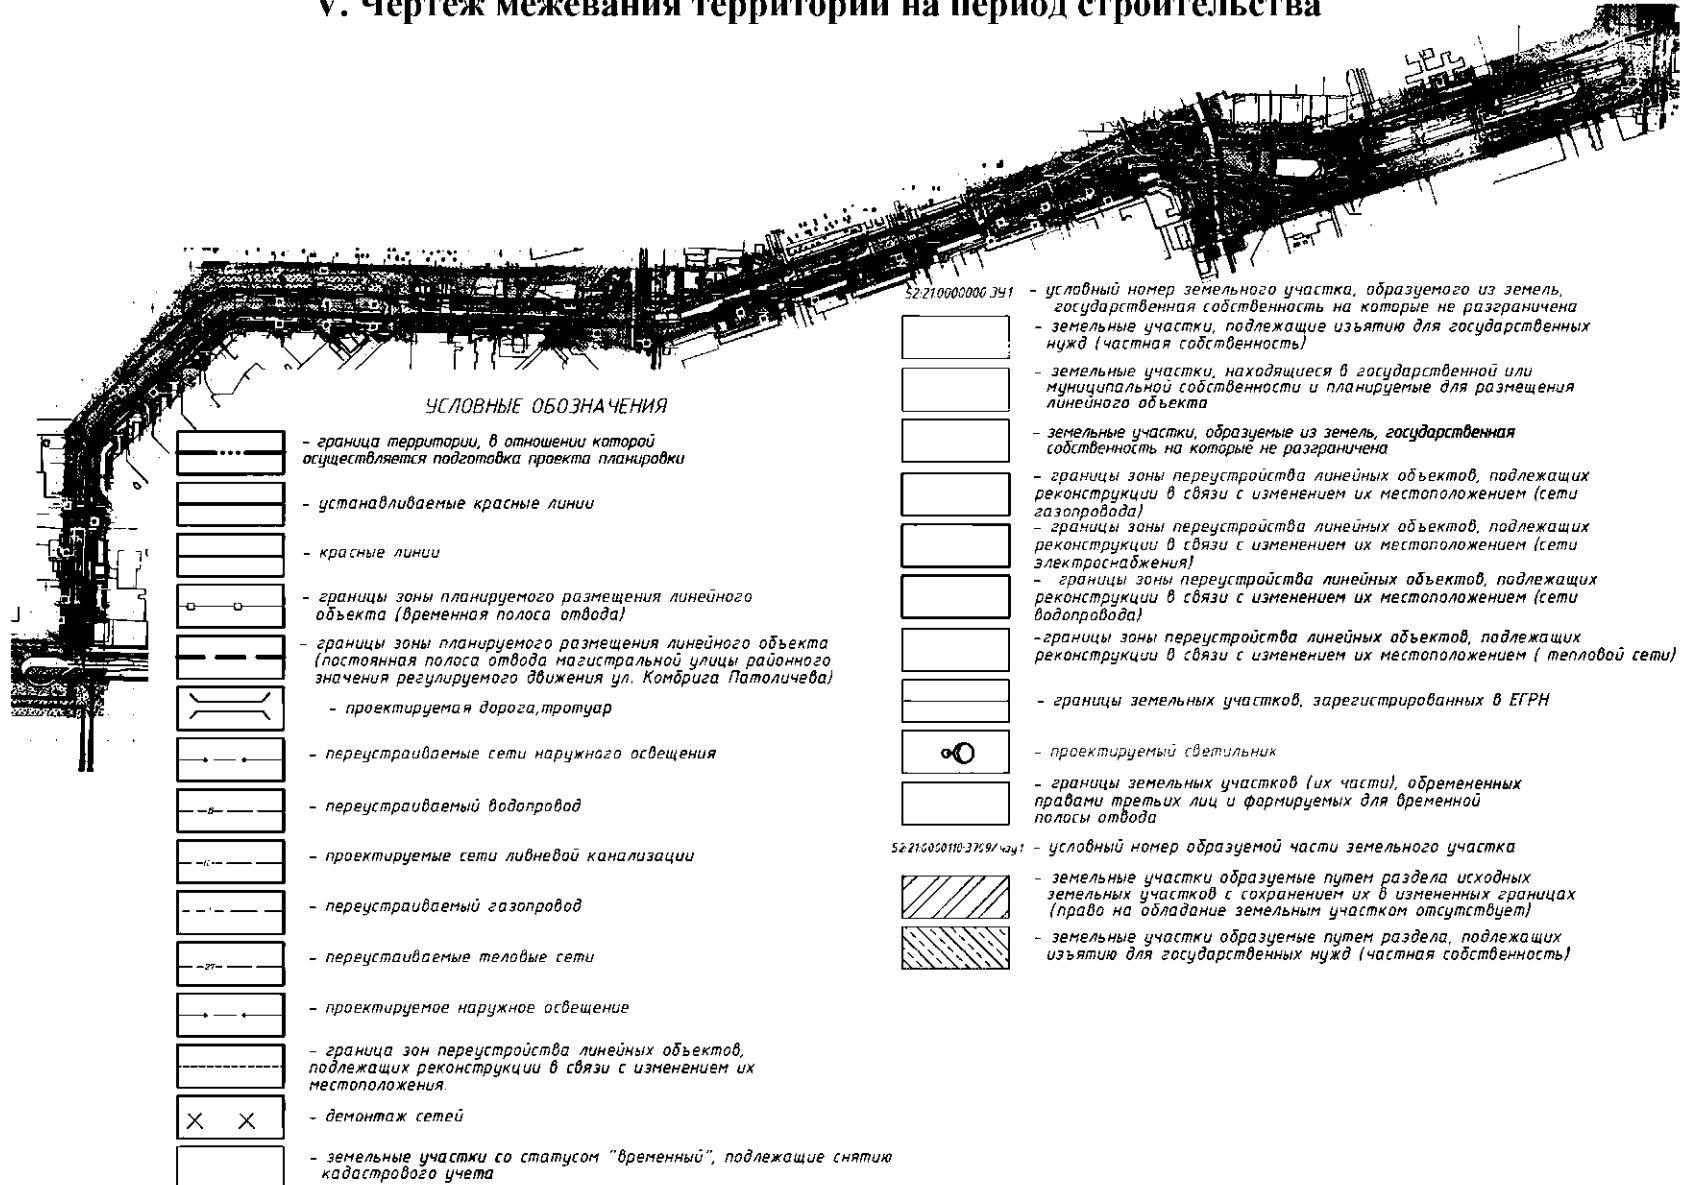 V. Чертеж межевания территории на период строительства
УСЛОВНЫЕ ОБОЗНАЧЕНИЯ
- граница территории, в отношении которой
осуществляется подготовка проекта планировки
- устанавливаемые красные линии
- красные линии
- границы зоны планируемого размещения линейного
объекта (временная полоса отвода)
- границы зоны планируемого размещения линейного объекта
(постоянная полоса отвода магистральной улицы районного
значения регулируемого движения ул. Комбрига Патоличева)
- проектируемая дорога,тротуар
- переустраиваемые сети наружного освещения
- переустраиваемый водопровод
- проектируемые сети ливневой канализации
- переустраиваемый газопровод
- переустаиваемые теловые сети
- проектируемое наружное освещение
- граница зон переустройства линейных объектов,
подлежащих реконструкции в связи с изменением их
местоположения.
- демонтаж сетей
- земельные участки со статусом "временный", подлежащие снятию
кадастрового учета
52:21:0000000:ЗУ1 - условный номер земельного участка, образуемого из земель,
государственная собственность на которые не разграничена
- земельные участки, подлежащие изъятию для государственных
нужд (частная собственность)
- земельные участки, находящиеся в государственной или
муниципальной собственности и планируемые для размещения
линейного объекта
- земельные участки, образуемые из земель, государственная
собственность на которые не разграничена
- границы зоны переустройства линейных объектов, подлежащих
реконструкции в связи с изменением их местоположением (сети
газопровода)
- границы зоны переустройства линейных объектов, подлежащих
реконструкции в связи с изменением их местоположением (сети
электроснабжения)
- границы зоны переустройства линейных объектов, подлежащих
реконструкции в связи с изменением их местоположением (сети
водопровода)
-границы зоны переустройства линейных объектов, подлежащих
реконструкции в связи с изменением их местоположением ( тепловой сети)
- границы земельных участков, зарегистрированных в ЕГРН
- проектируемый светильник
- границы земельных участков (их части), обремененных
правами третьих лиц и формируемых для временной
полосы отвода
- условный номер образуемой части земельного участка
- земельные участки образуемые путем раздела исходных
земельных участков с сохранением их в измененных границах
(право на обладание земельным участком отсутствует)
- земельные участки образуемые путем раздела, подлежащих
изъятию для государственных нужд (частная собственность)